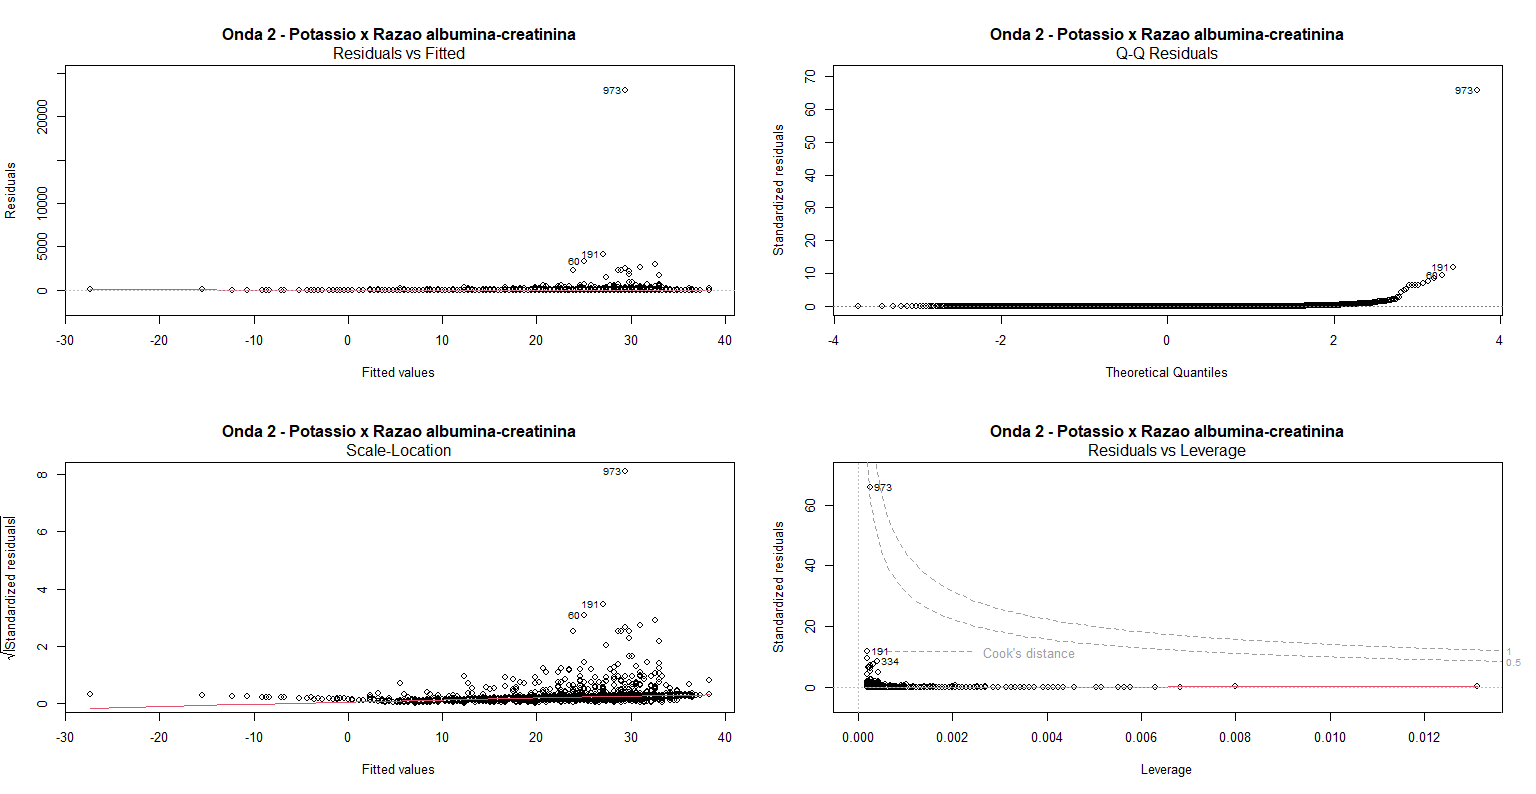 Onda 2 - Potassio x Razao albumina-creatinina
Residuals vs Fitted
Residuals
0 5000 10000 20000
973
191
60
-30 -20 -10 0 10 20 30 40
Fitted values
Onda 2 - Potassio x Razao albumina-creatinina
Q-Q Residuals
Standardized residuals
0 10 20 30 40 50 60 70
973
191
60
-4 -2 0 2 4
Theoretical Quantiles
Onda 2 - Potassio x Razao albumina-creatinina
Scale-Location
√|Standardized residuals|
0 2 4 6 8
973
191
60
-30 -20 -10 0 10 20 30 40
Fitted values
Onda 2 - Potassio x Razao albumina-creatinina
Residuals vs Leverage
Standardized residuals
0 20 40 60
973
191
334
Cook's distance
1
0.5
0.000 0.002 0.004 0.006 0.008 0.010 0.012
Leverage